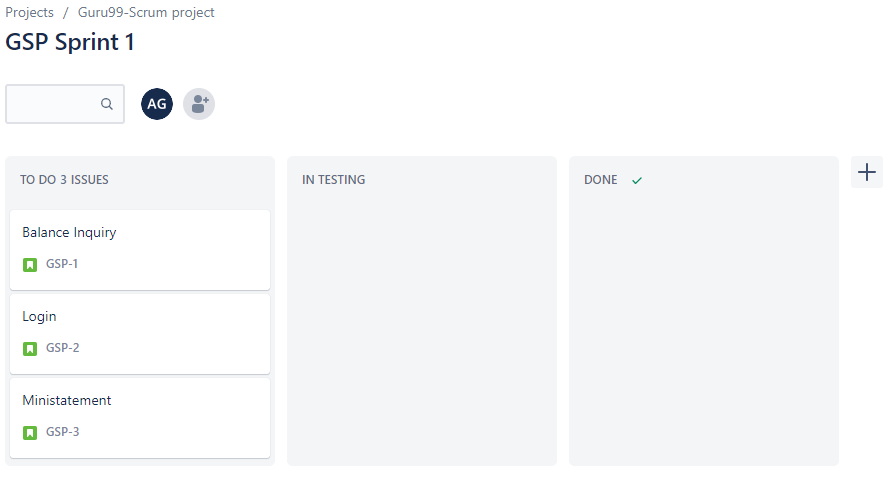 Projects / Guru99-Scrum project
GSP Sprint 1
AG
TO DO 3 ISSUES
Balance Inquiry
GSP-1
Login
GSP-2
Ministatement
GSP-3
IN TESTING
DONE